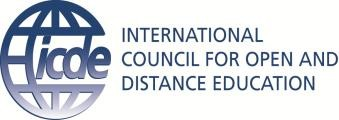 icde
INTERNATIONAL
COUNCIL FOR OPEN AND
DISTANCE EDUCATION